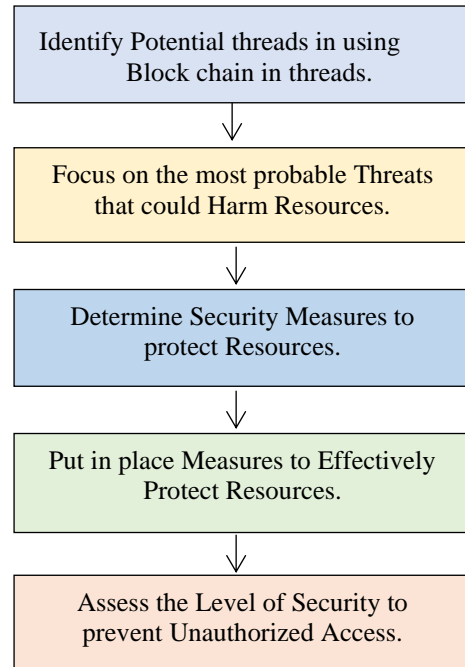 Identify Potential threads in using
Block chain in threads.
Focus on the most probable Threats
that could Harm Resources.
Determine Security Measures to
protect Resources.
Put in place Measures to Effectively
Protect Resources.
Assess the Level of Security to
prevent Unauthorized Access.